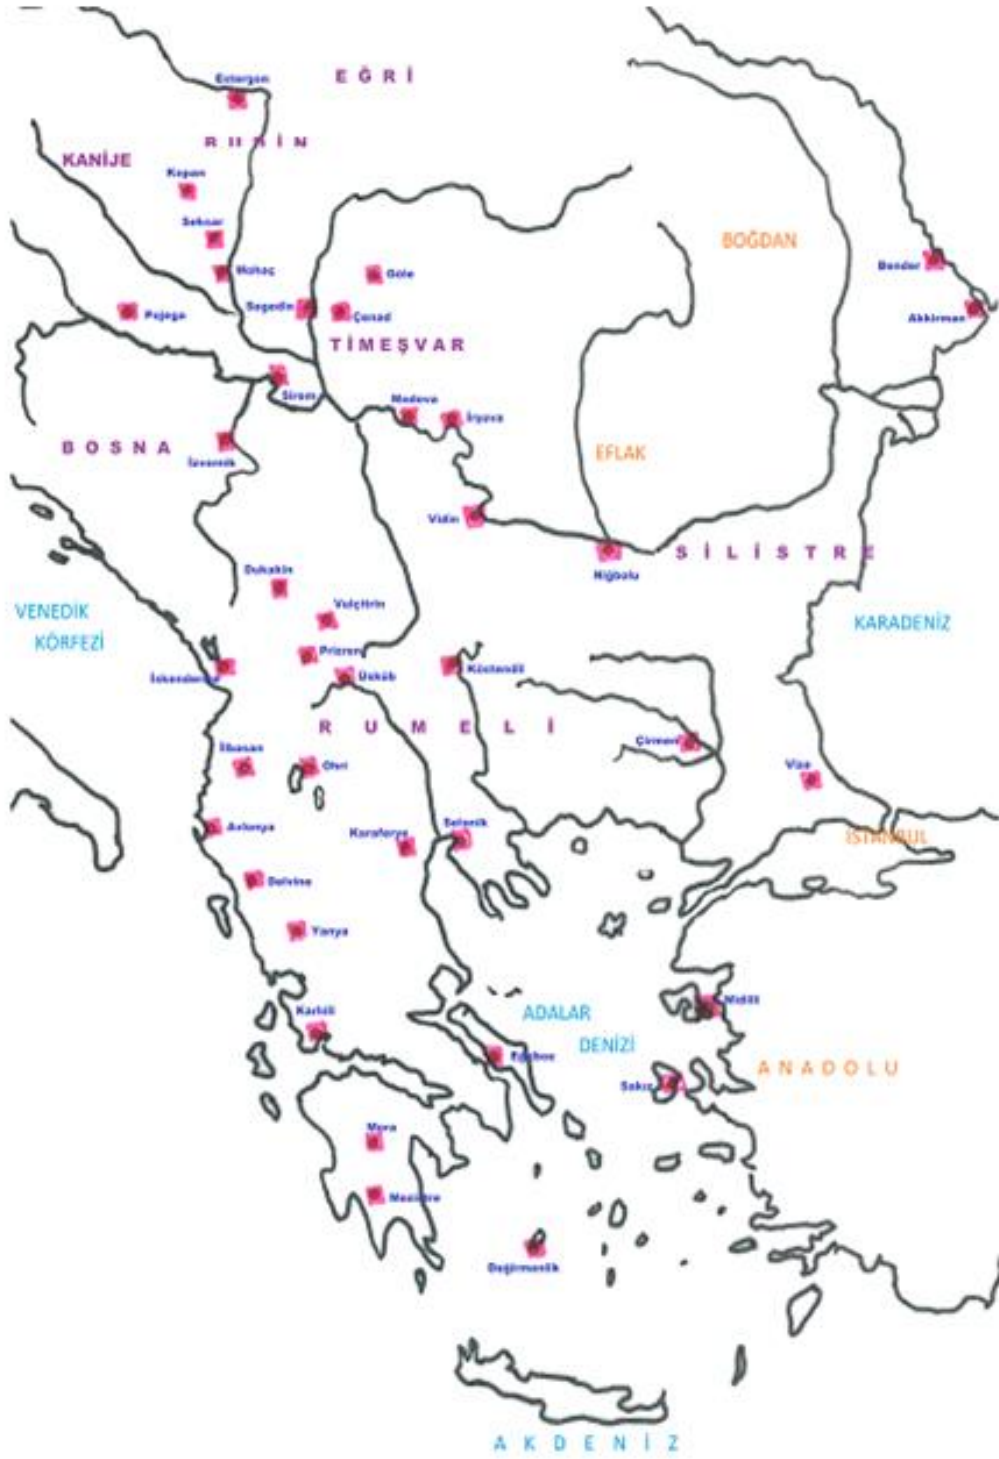 EĞRİ
Estergon
BUDİN
KANİJE
Kopan
Seksar
BOĞDAN
Mohaç
Göle
Bender
Pojega
Segedin
Çanad
Akkirman
TİMEŞVAR
Sirem
Modova
İrşova
BOSNA
İzvornik
EFLAK
Vidin
SİLİSTRE
Niğbolu
Dukakin
Vulçitrin
VENEDİK
KÖRFEZİ
KARADENİZ
Prizren
İskenderiye
Üsküb
Köstendil
RUMELİ
Çirmen
İlbasan
Ohri
Vize
Avlonya
Karaferye
Selanik
İSTANBUL
Delvine
Yanya
Midilli
Karlıili
ADALAR
DENİZİ
Eğriboz
ANADOLU
Sakız
Mora
Mezistre
Değirmenlik
AKDENİZ